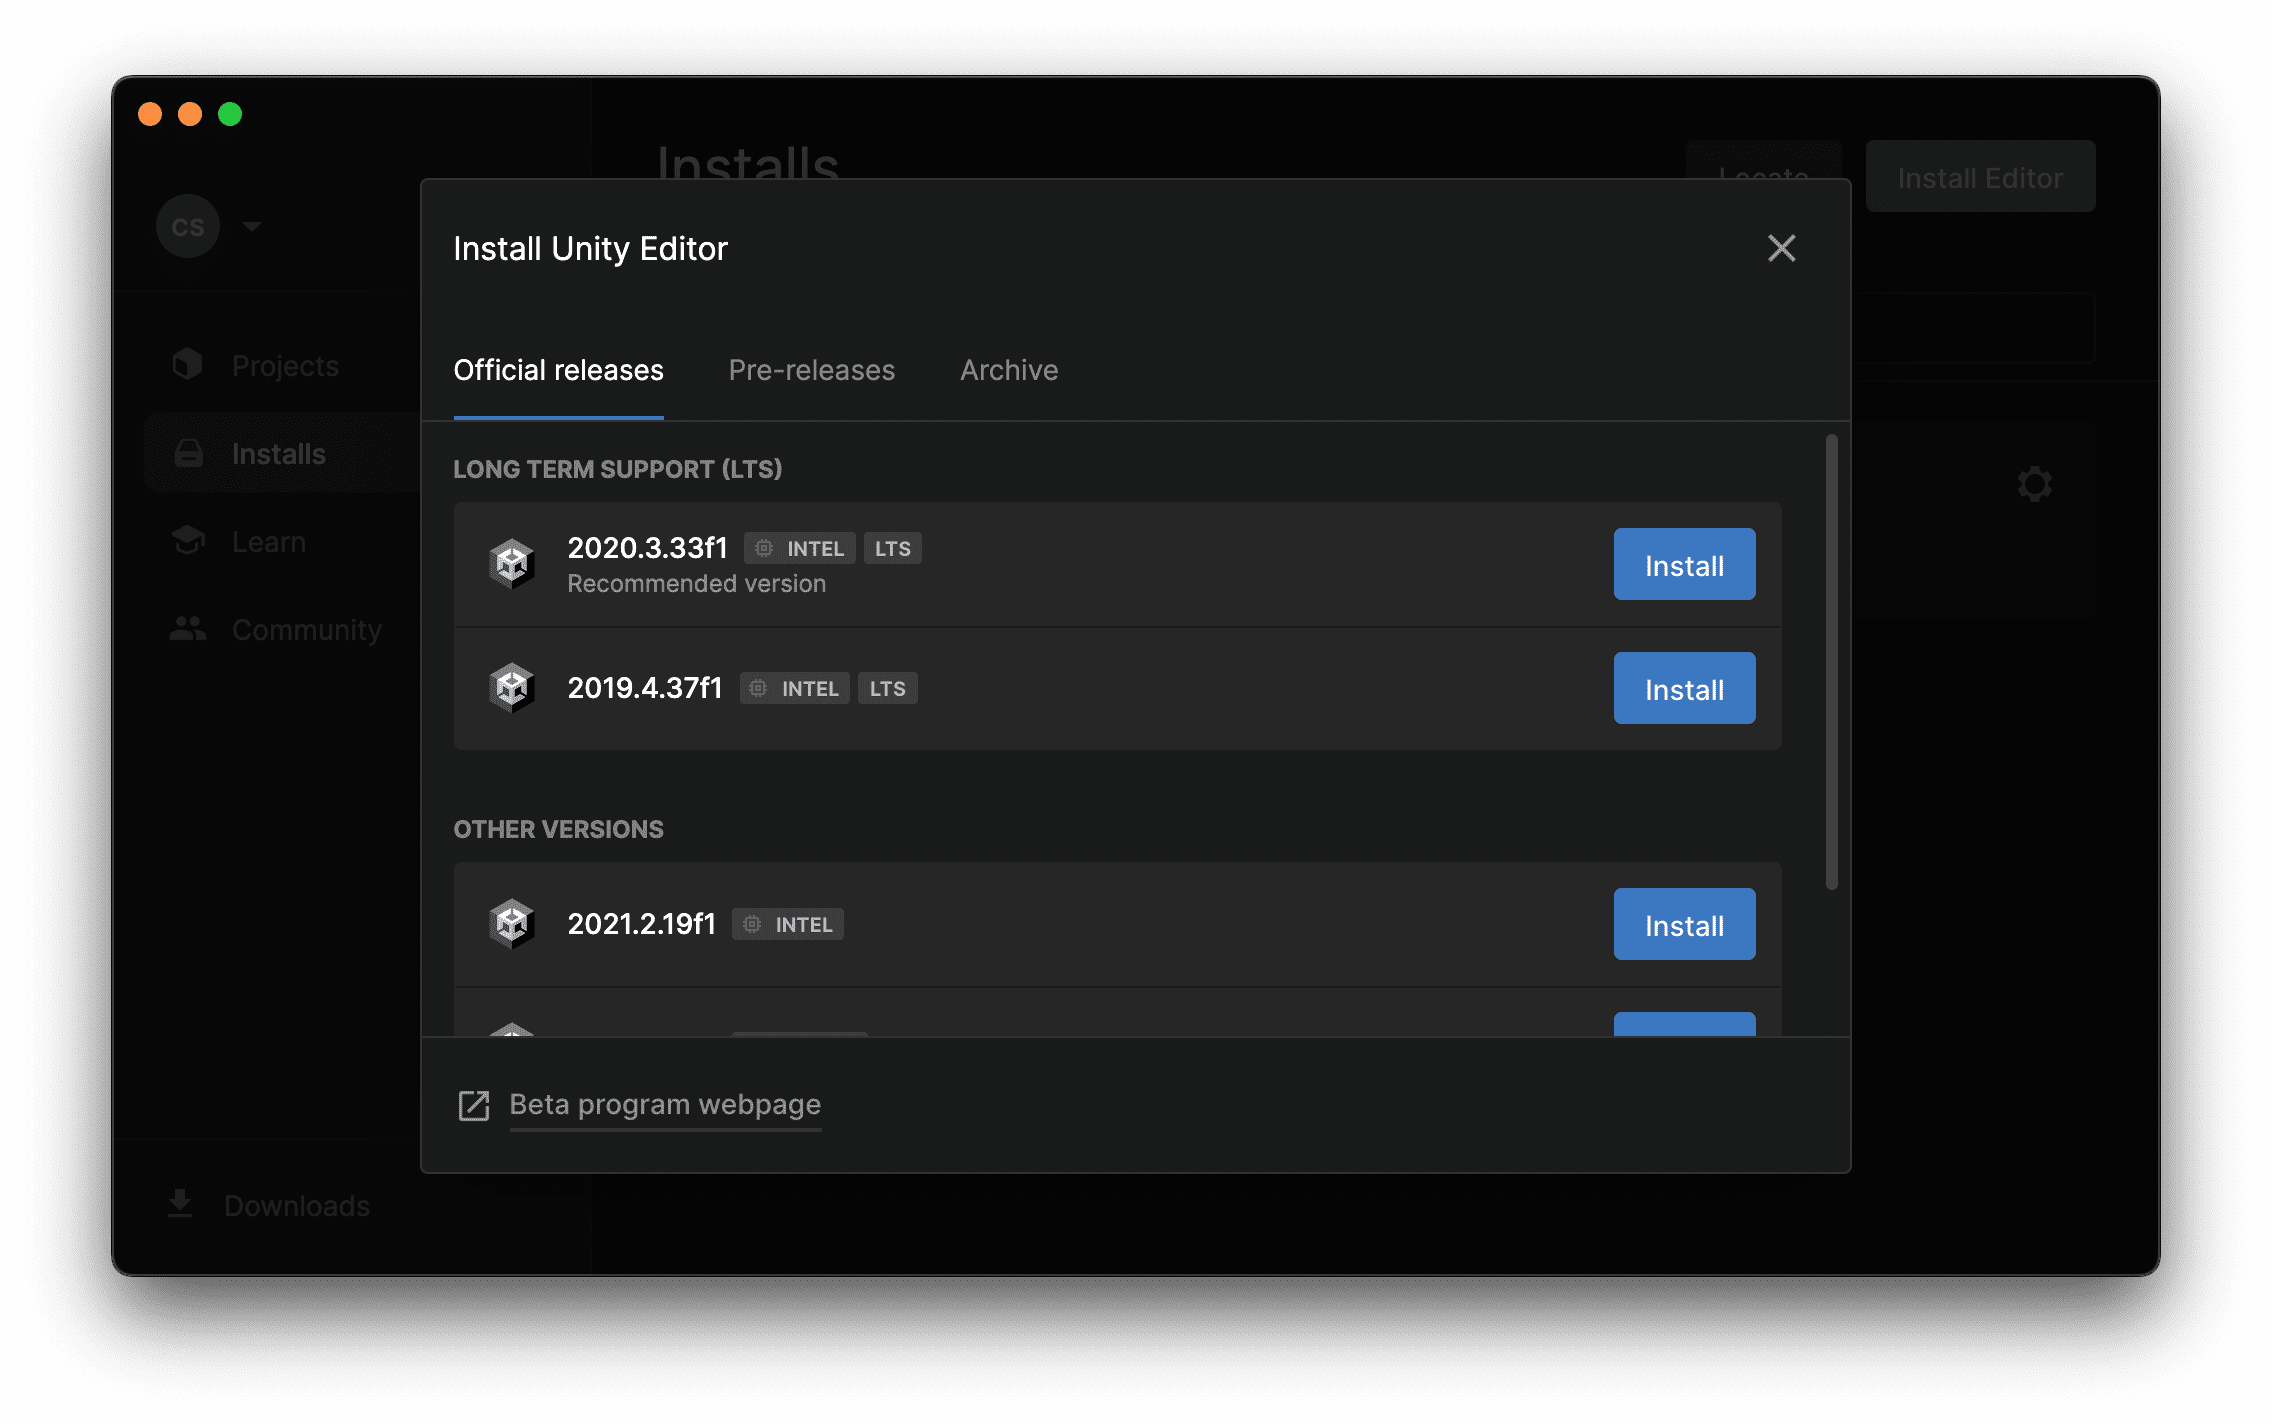 Installs
Locate
Install Editor
CS
Projects
Installs
Learn
Community
Downloads
Install Unity Editor
Official releases
Pre-releases
Archive
LONG TERM SUPPORT (LTS)
2020.3.33f1 INTEL LTS
Recommended version
Install
2019.4.37f1 INTEL LTS
Install
OTHER VERSIONS
2021.2.19f1 INTEL
Install
Beta program webpage